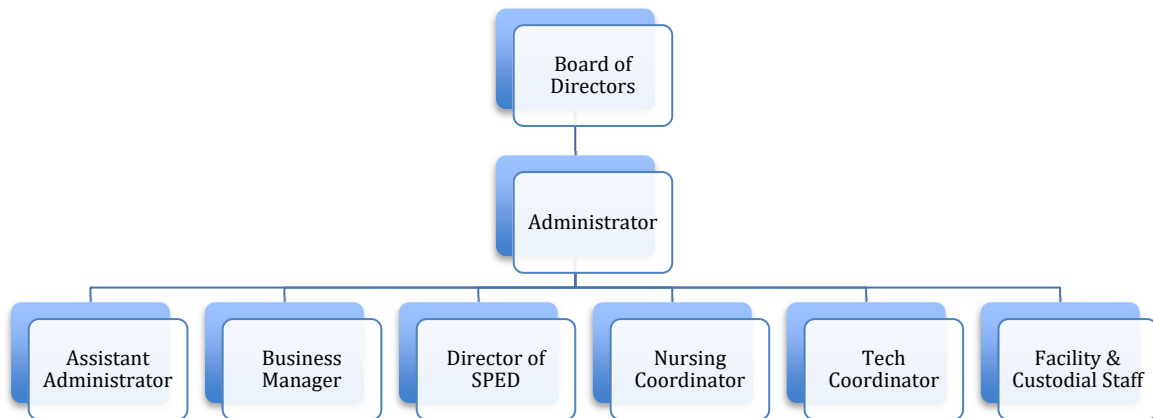 Board of
Directors
Administrator
Assistant
Administrator
Business
Manager
Director of
SPED
Nursing
Coordinator
Tech
Coordinator
Facility &
Custodial Staff